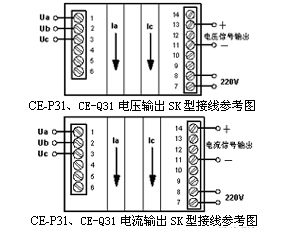 Ua 1 Ia Ic 14
Ub 2 13 +
Uc 3 12 电压信号输出
4 11 —
5 10
6 9
8
7 220V
CE-P31、CE-Q31 电压输出 SK 型接线参考图
Ua 1 Ia Ic 14 +
Ub 2 13
Uc 3 12 电流信号输出
4 11 —
5 10
6 9
8
7 220V
CE-P31、CE-Q31 电流输出 SK 型接线参考图